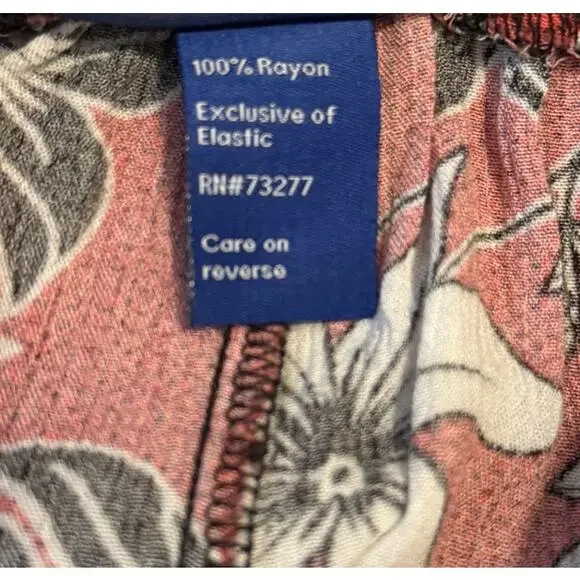 100% Rayon
Exclusive of
Elastic
RN#73277
Care on
reverse